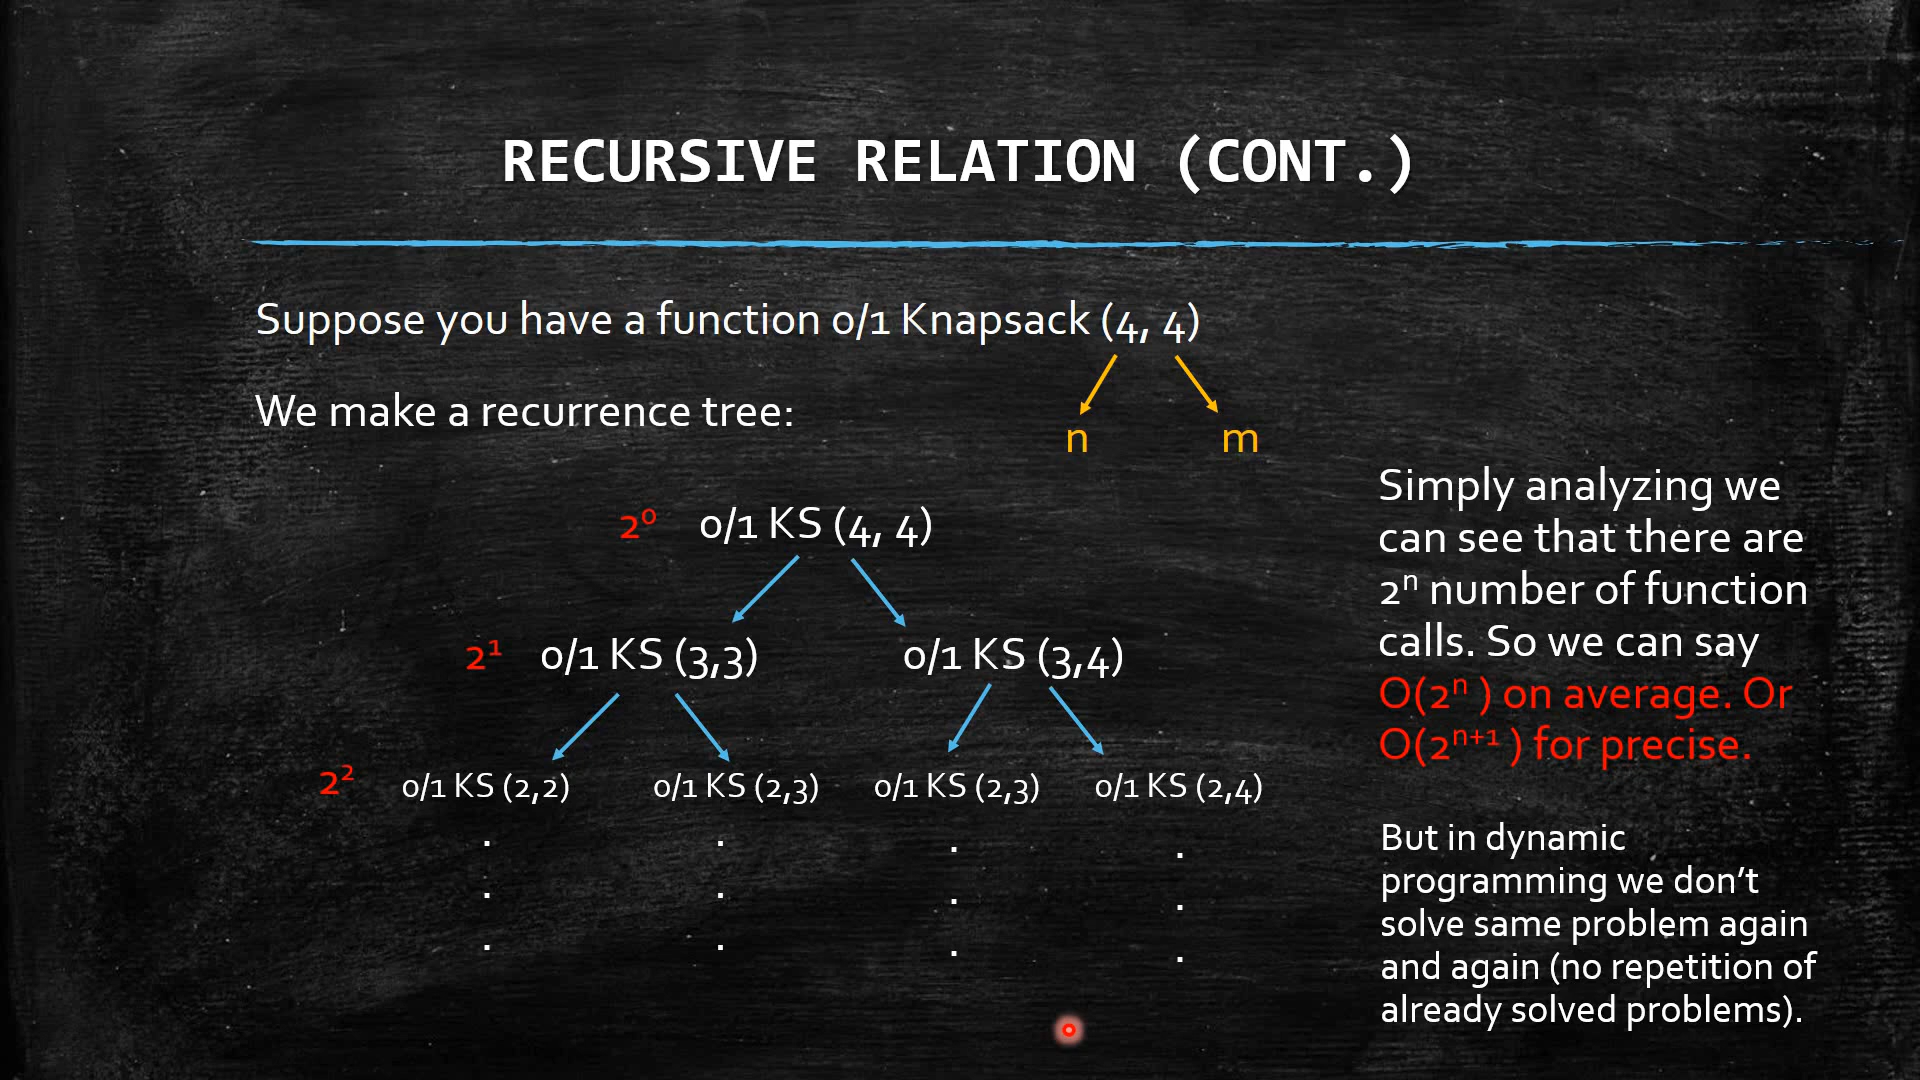 RECURSIVE RELATION (CONT.)
Suppose you have a function 0/1 Knapsack (4, 4)
n m
We make a recurrence tree:
2⁰ 0/1 KS (4, 4)
2¹ 0/1 KS (3,3) 0/1 KS (3,4)
2² 0/1 KS (2,2) 0/1 KS (2,3) 0/1 KS (2,3) 0/1 KS (2,4)
. . . .
. . . .
. . . .
Simply analyzing we
can see that there are
2ⁿ number of function
calls. So we can say
O(2ⁿ ) on average. Or
O(2ⁿ⁺¹ ) for precise.
But in dynamic
programming we don’t
solve same problem again
and again (no repetition of
already solved problems).